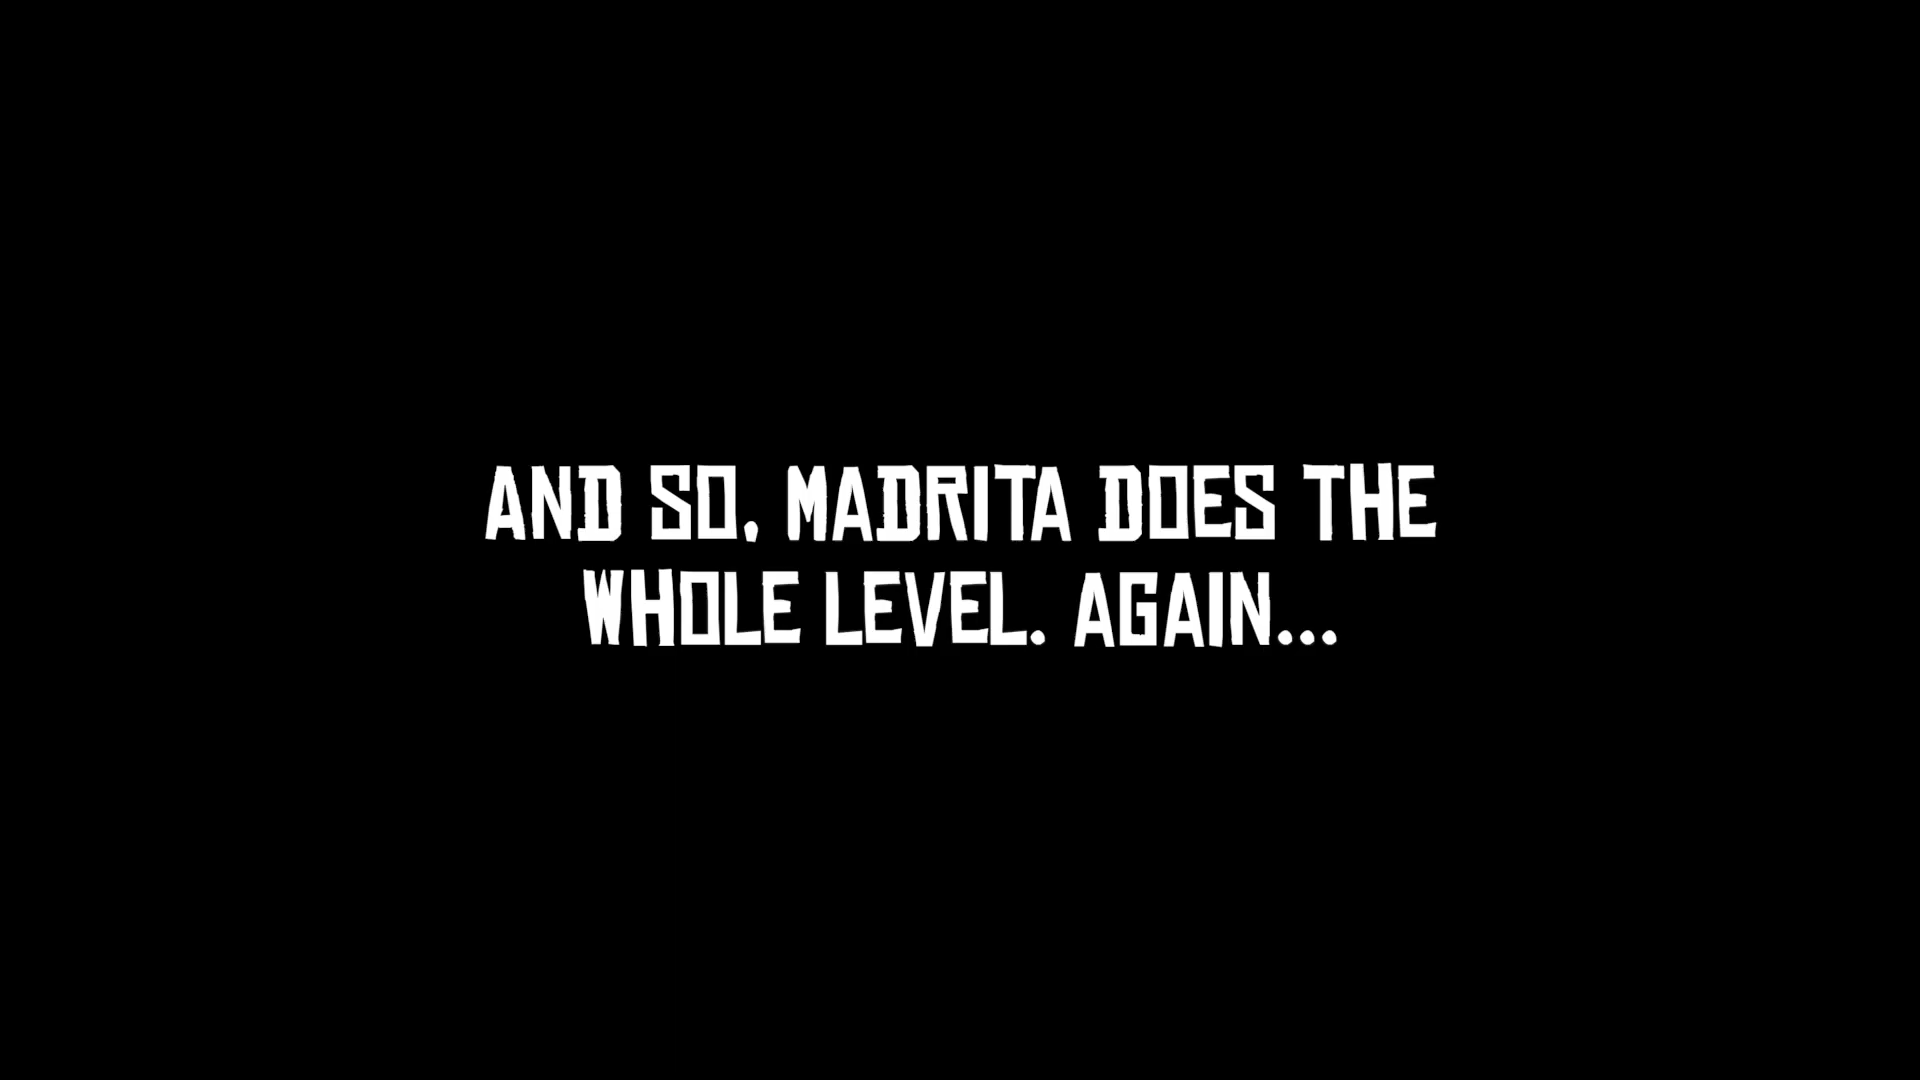 AND SO, MADRITA DOES THE
WHOLE LEVEL. AGAIN...